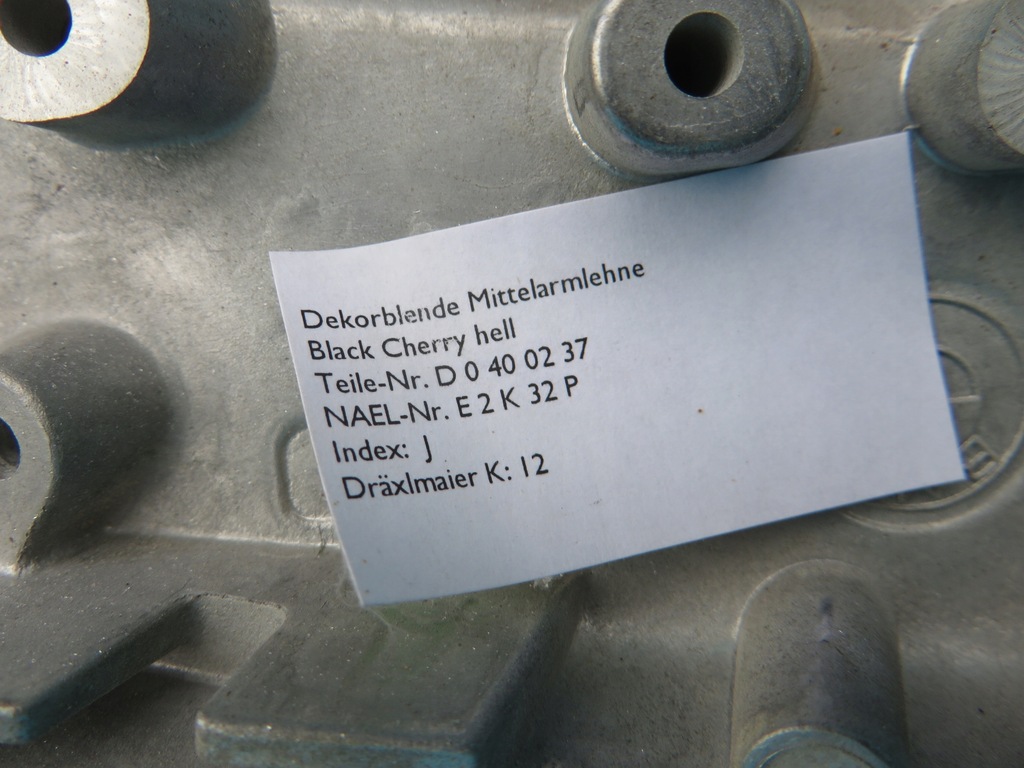 Dekorblende Mittelarmlehne
Black Cherry hell
Teile-Nr. D 0 40 02 37
NAEL-Nr. E 2 K 32 P
Index: J
Dräxlmaier K: 12